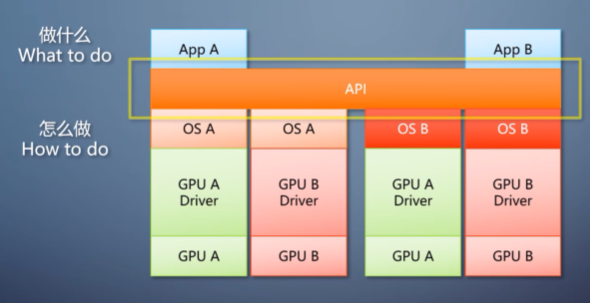 做什么
What to do
App A
App B
API
怎么做
How to do
OS A
OS A
OS B
OS B
GPU A
Driver
GPU B
Driver
GPU A
Driver
GPU B
Driver
GPU A
GPU B
GPU A
GPU B